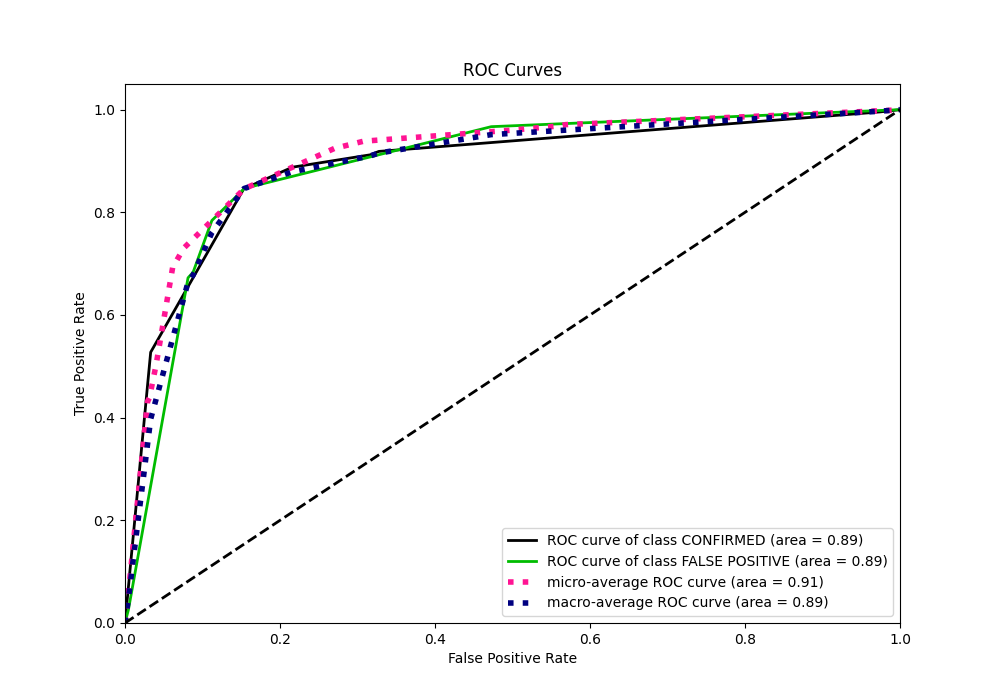 ROC Curves
True Positive Rate
1.0
0.8
0.6
0.4
0.2
0.0
0.0 0.2 0.4 0.6 0.8 1.0
False Positive Rate
ROC curve of class CONFIRMED (area = 0.89)
ROC curve of class FALSE POSITIVE (area = 0.89)
micro-average ROC curve (area = 0.91)
macro-average ROC curve (area = 0.89)